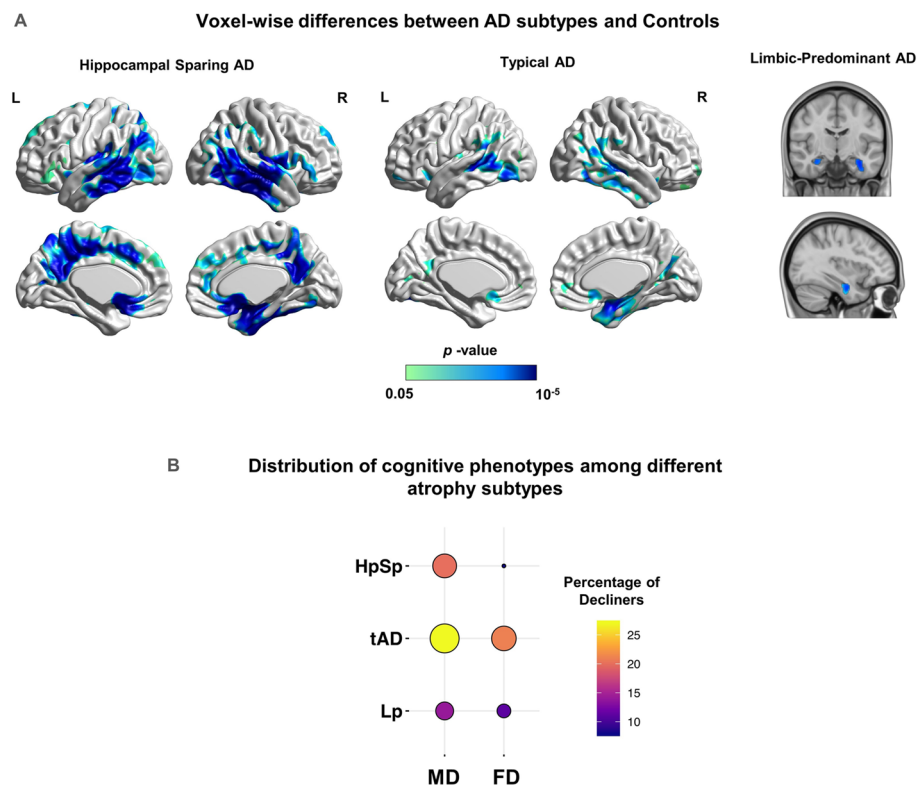 A
Voxel-wise differences between AD subtypes and Controls
Hippocampal Sparing AD
Typical AD
Limbic-Predominant AD
L
R
L
R
p -value
0.05
10-5
B
Distribution of cognitive phenotypes among different
atrophy subtypes
HpSp
tAD
Lp
MD
FD
Percentage of
Decliners
25
20
15
10